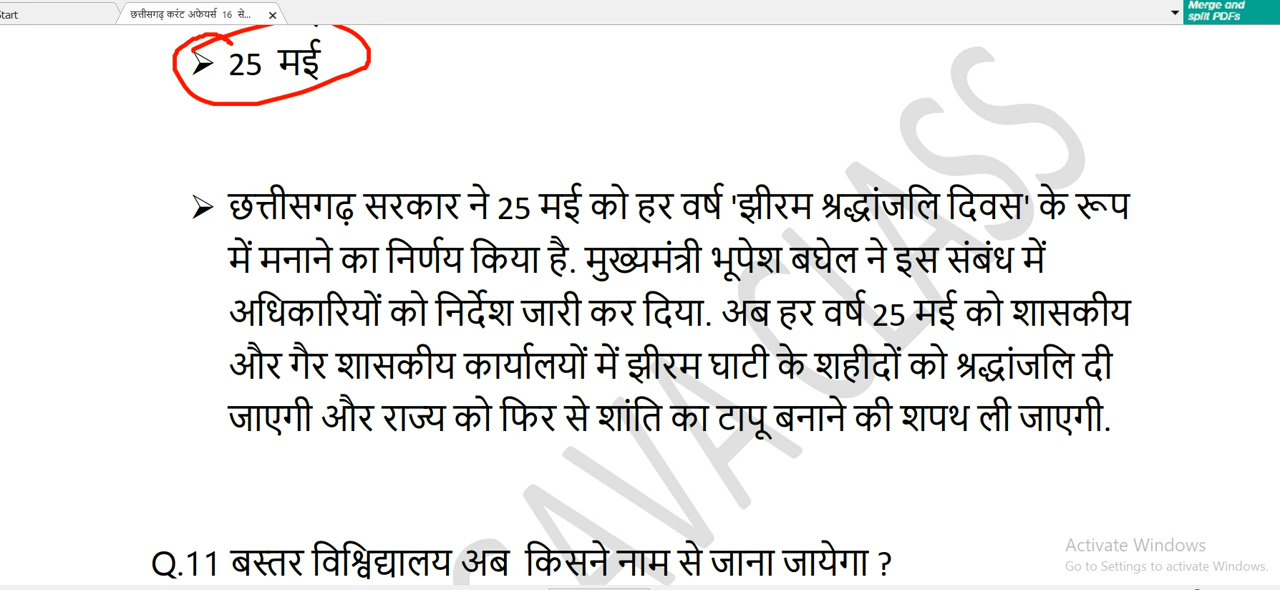 tart
छत्तीसगढ़ करंट अफेयर्स 16 से...
Merge and
split PDFs
➢ 25 मई
➢ छत्तीसगढ़ सरकार ने 25 मई को हर वर्ष 'झीरम श्रद्धांजलि दिवस' के रूप
में मनाने का निर्णय किया है. मुख्यमंत्री भूपेश बघेल ने इस संबंध में
अधिकारियों को निर्देश जारी कर दिया. अब हर वर्ष 25 मई को शासकीय
और गैर शासकीय कार्यालयों में झीरम घाटी के शहीदों को श्रद्धांजलि दी
जाएगी और राज्य को फिर से शांति का टापू बनाने की शपथ ली जाएगी.
Q.11 बस्तर विश्विद्यालय अब किसने नाम से जाना जायेगा ?
AVA CLASS
Activate Windows
Go to Settings to activate Windows.